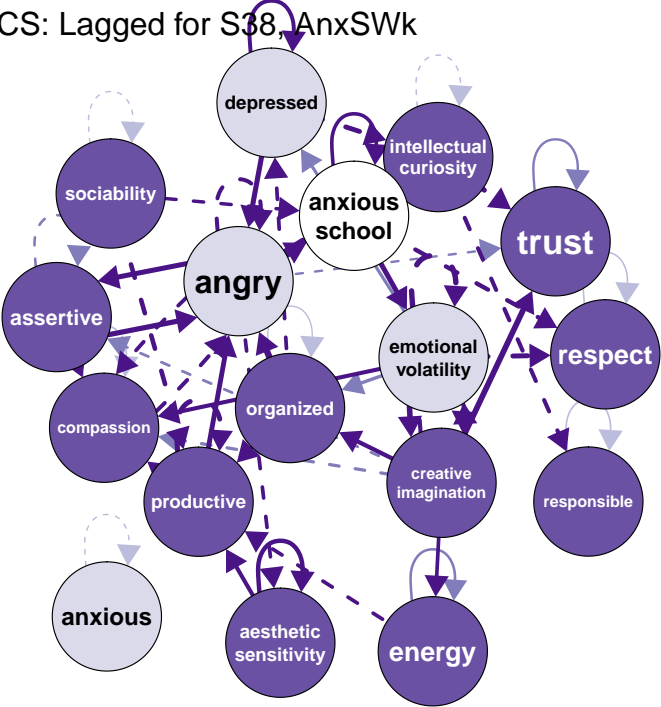 CS: Lagged for S38, AnxSWk
depressed
intellectual
curiosity
sociability
anxious
school
trust
angry
assertive
emotional
volatility
respect
compassion
organized
creative
imagination
productive
responsible
anxious
aesthetic
sensitivity
energy